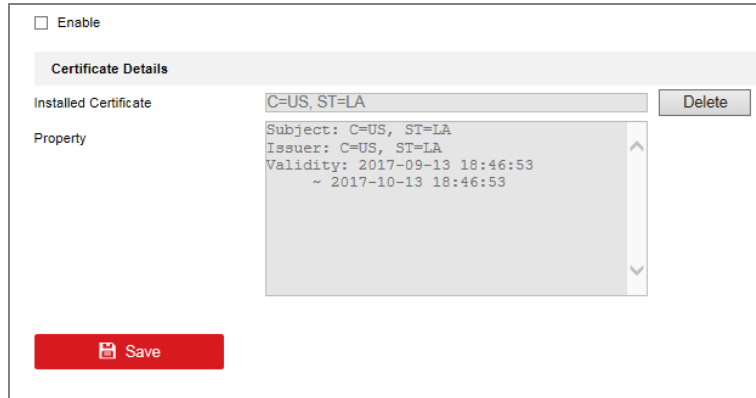 Enable
Certificate Details
Installed Certificate C=US, ST=LA Delete
Property
Subject: C=US, ST=LA
Issuer: C=US, ST=LA
Validity: 2017-09-13 18:46:53
~ 2017-10-13 18:46:53
Save